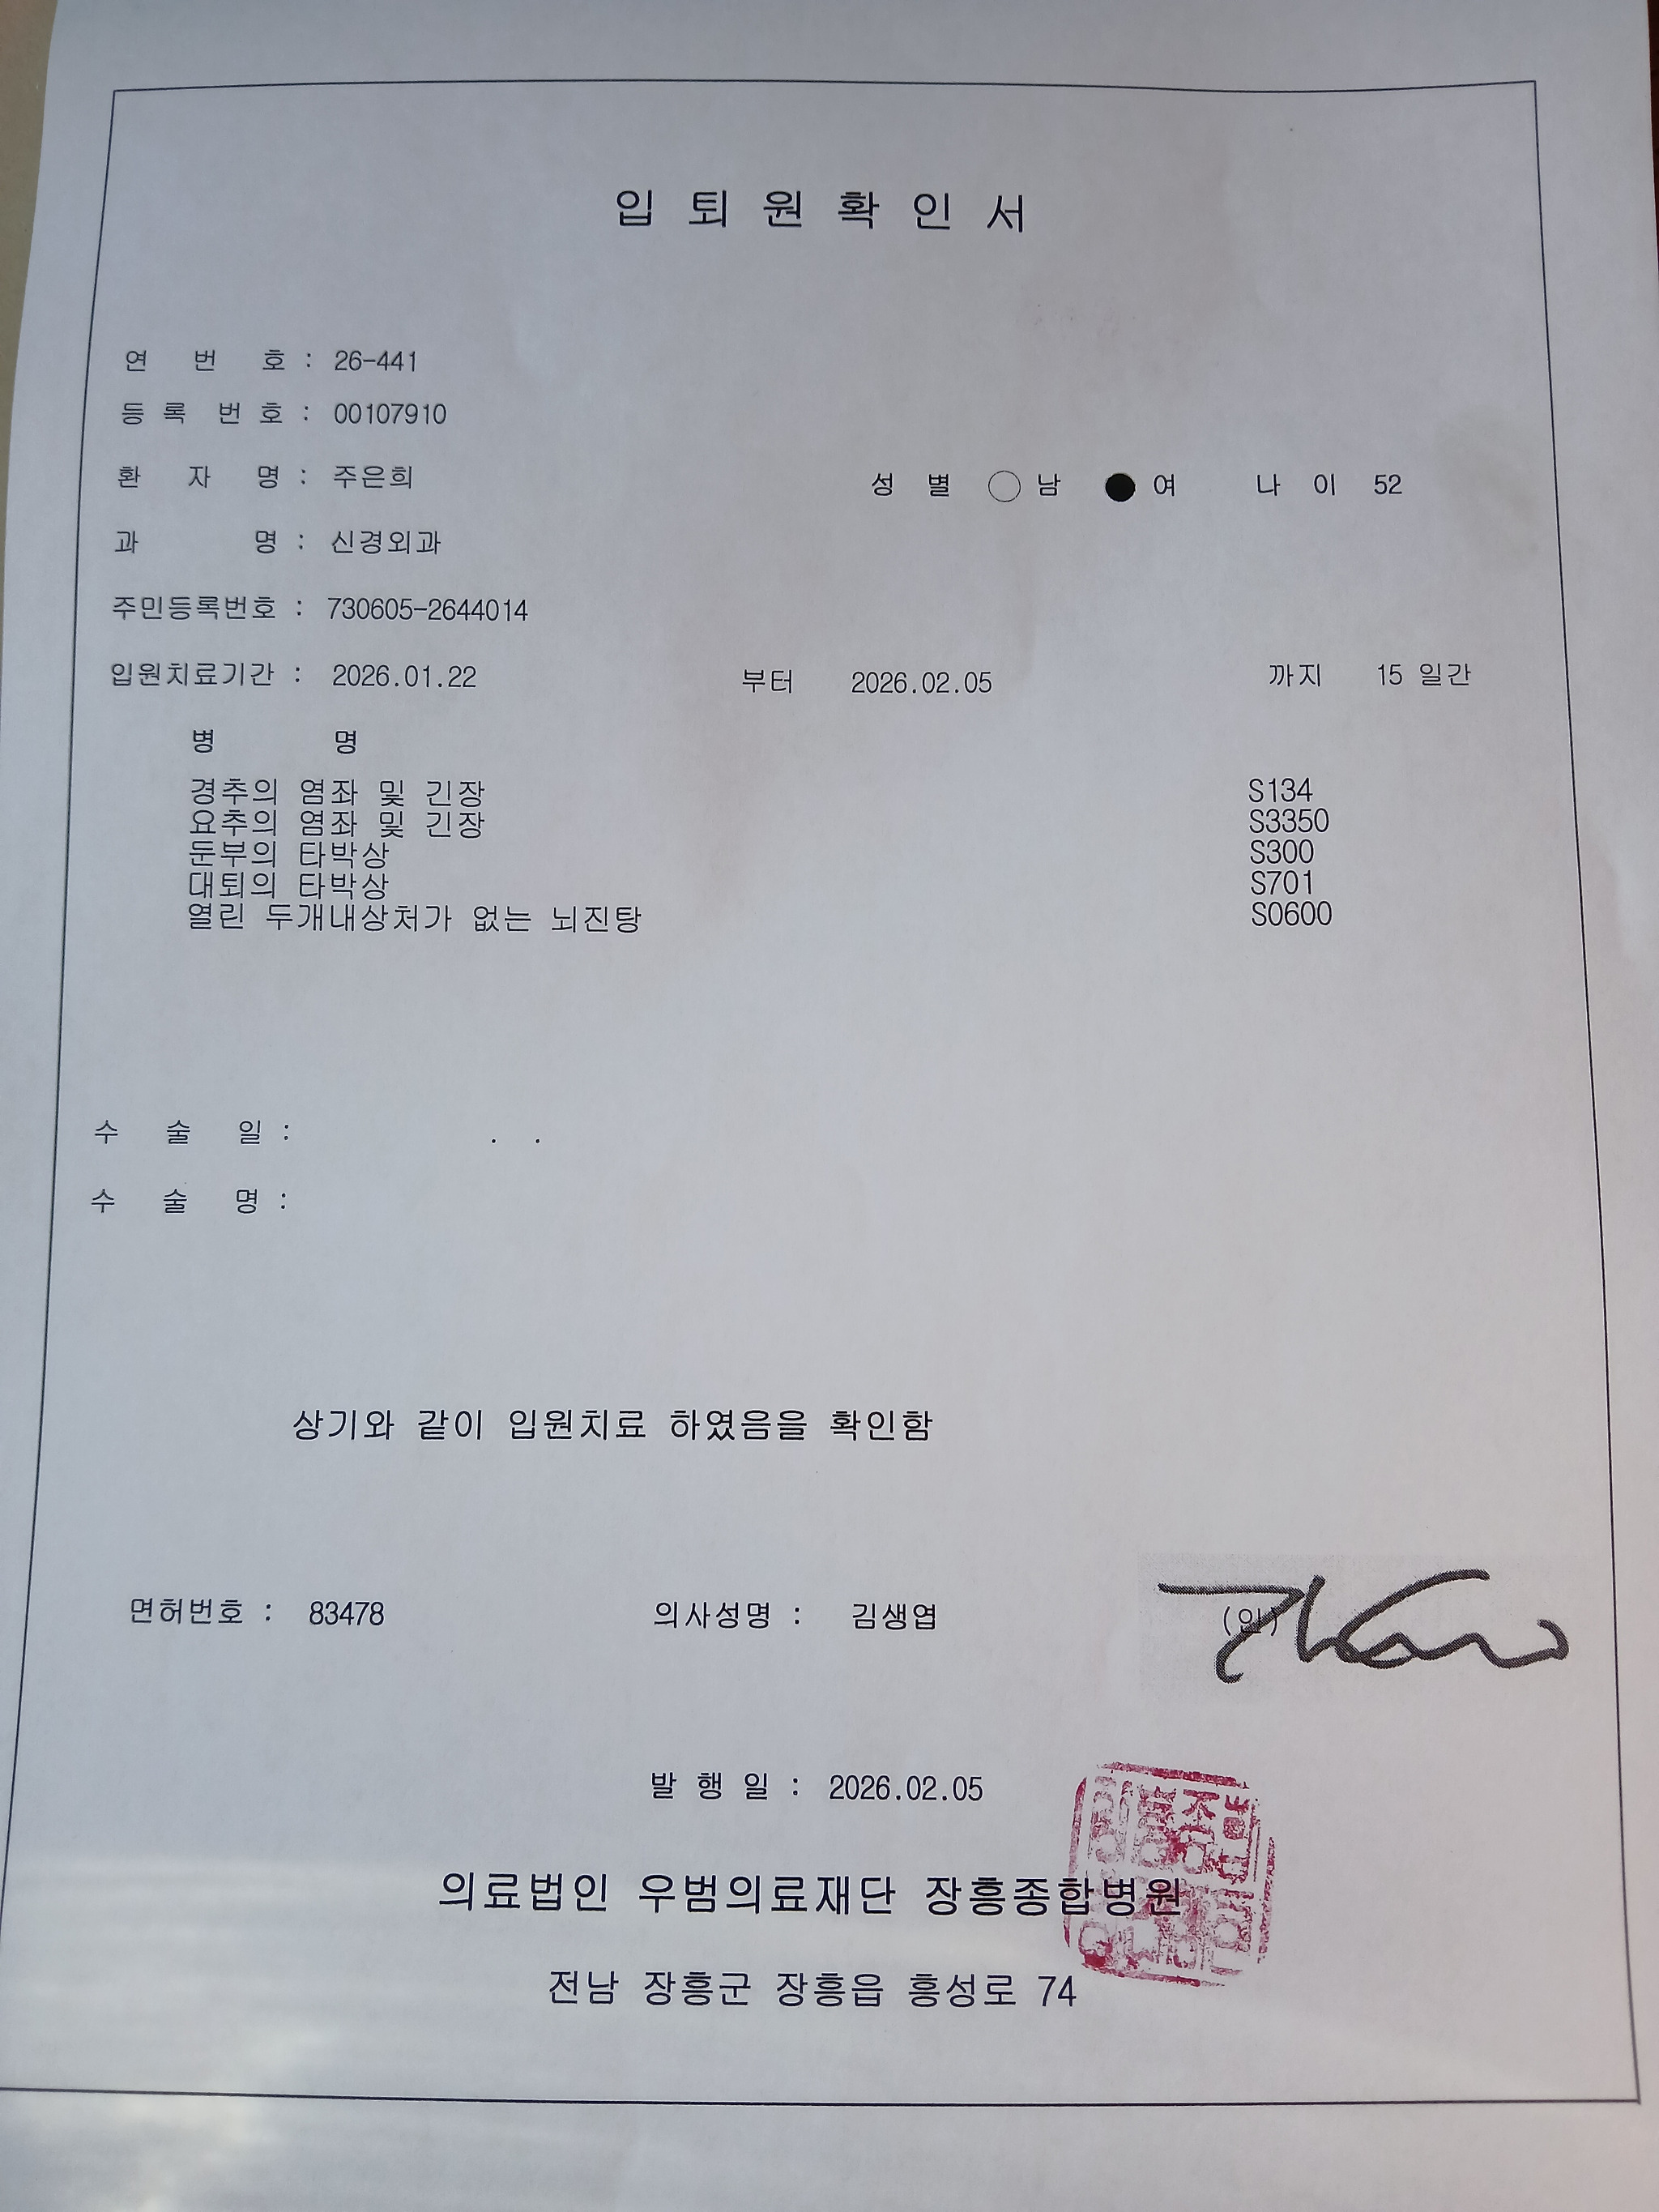 입 퇴 원 확 인 서
연 번 호 : 26-441
등 록 번 호 : 00107910
환 자 명 : 주은희 성 별 ○ 남 ● 여 나 이 52
과 명 : 신경외과
주민등록번호 : 730605-2644014
입원치료기간 : 2026.01.22 부터 2026.02.05 까지 15 일간
병 명
경추의 염좌 및 긴장 S134
요추의 염좌 및 긴장 S3350
둔부의 타박상 S300
대퇴의 타박상 S701
열린 두개내상처가 없는 뇌진탕 S0600
수 술 일 : . .
수 술 명 :
상기와 같이 입원치료 하였음을 확인함
면허번호 : 83478 의사성명 : 김생엽 (인)
발 행 일 : 2026.02.05
의료법인 우범의료재단 장흥종합병원
전남 장흥군 장흥읍 흥성로 74